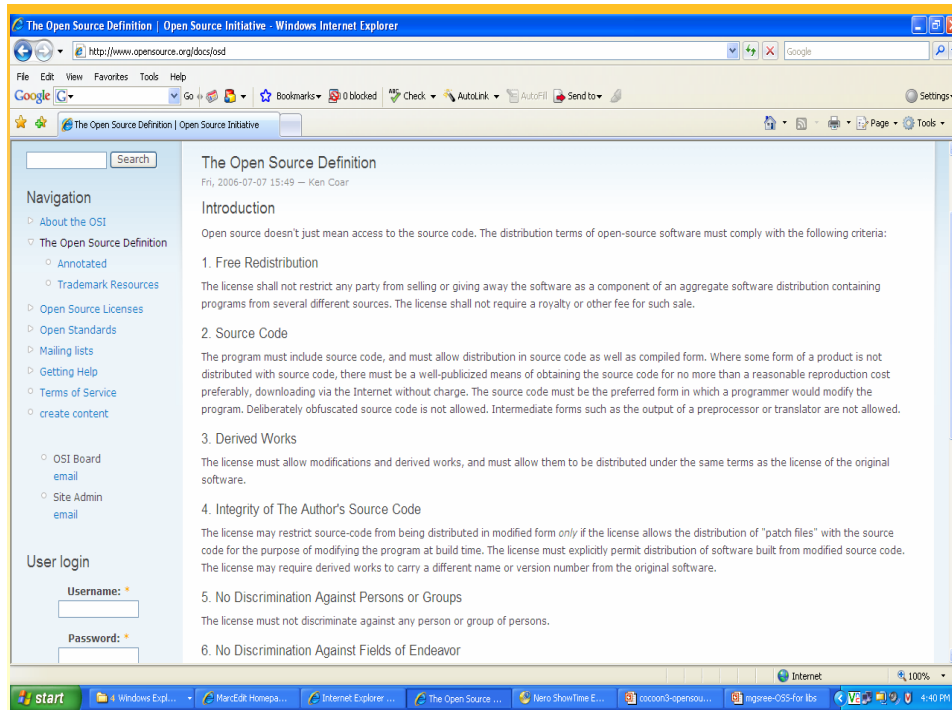 The Open Source Definition | Open Source Initiative - Windows Internet Explorer
http://www.opensource.org/docs/osd
Google
File Edit View Favorites Tools Help
Google G Go Bookmarks 0 blocked ABC Check AutoLink AutoFill Send to Settings
The Open Source Definition | Open Source Initiative
Page Tools
Search
Navigation
About the OSI
The Open Source Definition
Annotated
Trademark Resources
Open Source Licenses
Open Standards
Mailing lists
Getting Help
Terms of Service
create content
OSI Board
email
Site Admin
email
User login
Username: *
Password: *
The Open Source Definition
Fri, 2006-07-07 15:49 — Ken Coar
Introduction
Open source doesn't just mean access to the source code. The distribution terms of open-source software must comply with the following criteria:
1. Free Redistribution
The license shall not restrict any party from selling or giving away the software as a component of an aggregate software distribution containing
programs from several different sources. The license shall not require a royalty or other fee for such sale.
2. Source Code
The program must include source code, and must allow distribution in source code as well as compiled form. Where some form of a product is not
distributed with source code, there must be a well-publicized means of obtaining the source code for no more than a reasonable reproduction cost
preferably, downloading via the Internet without charge. The source code must be the preferred form in which a programmer would modify the
program. Deliberately obfuscated source code is not allowed. Intermediate forms such as the output of a preprocessor or translator are not allowed.
3. Derived Works
The license must allow modifications and derived works, and must allow them to be distributed under the same terms as the license of the original
software.
4. Integrity of The Author's Source Code
The license may restrict source-code from being distributed in modified form only if the license allows the distribution of "patch files" with the source
code for the purpose of modifying the program at build time. The license must explicitly permit distribution of software built from modified source code.
The license may require derived works to carry a different name or version number from the original software.
5. No Discrimination Against Persons or Groups
The license must not discriminate against any person or group of persons.
6. No Discrimination Against Fields of Endeavor
Internet 100%
start 4 Windows Expl... MarcEdit Homepa... Internet Explorer ... The Open Source ... Nero ShowTime E... cocoon3-opensou... mgsree-OSS-for libs 4:40 PM